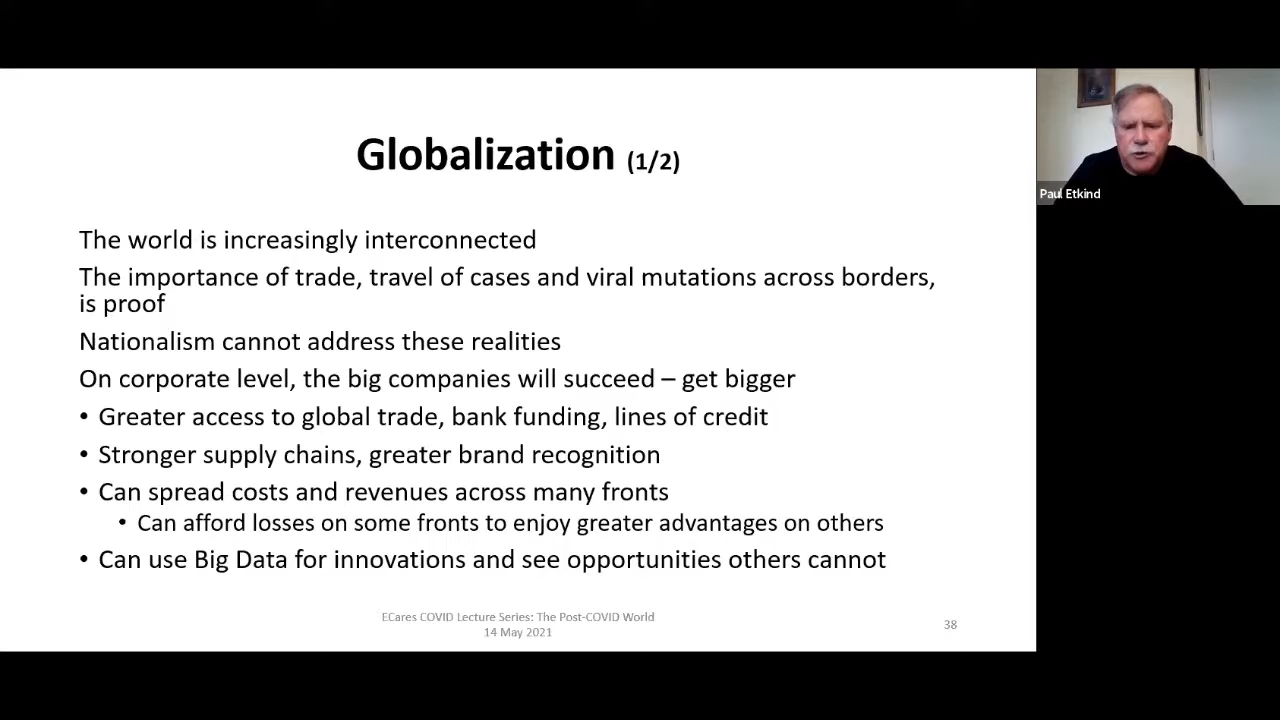 Globalization (1/2)
The world is increasingly interconnected
The importance of trade, travel of cases and viral mutations across borders,
is proof
Nationalism cannot address these realities
On corporate level, the big companies will succeed – get bigger
• Greater access to global trade, bank funding, lines of credit
• Stronger supply chains, greater brand recognition
• Can spread costs and revenues across many fronts
• Can afford losses on some fronts to enjoy greater advantages on others
• Can use Big Data for innovations and see opportunities others cannot
ECares COVID Lecture Series: The Post-COVID World
14 May 2021
38
Paul Etkind